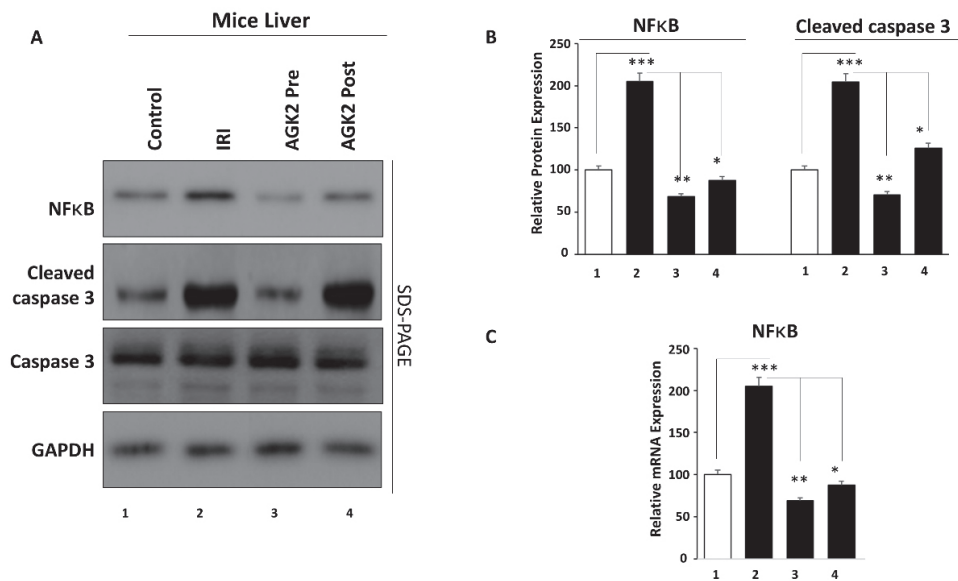 Mice Liver
A
Control
IRI
AGK2 Pre
AGK2 Post
NFκB
Cleaved
caspase 3
Caspase 3
GAPDH
SDS-PAGE
1 2 3 4
B
NFκB
Cleaved caspase 3
Relative Protein Expression
250
200
150
100
50
0
***
**
*
***
**
*
1 2 3 4
1 2 3 4
C
NFκB
Relative mRNA Expression
350
200
150
100
50
0
***
**
*
1 2 3 4